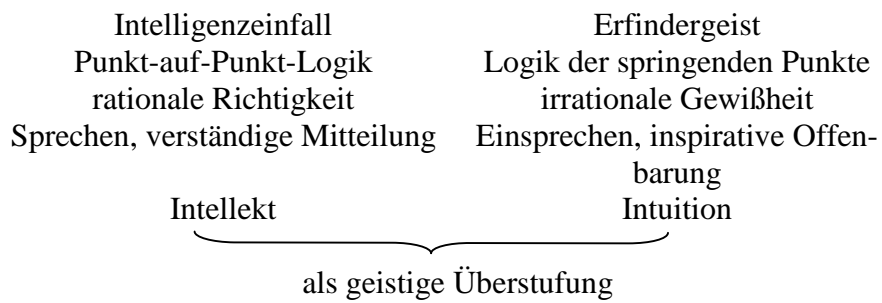 Intelligenzeinfall Erfindergeist
Punkt-auf-Punkt-Logik Logik der springenden Punkte
rationale Richtigkeit irrationale Gewißheit
Sprechen, verständige Mitteilung Einsprechen, inspirative Offen-
barung
Intellekt Intuition
als geistige Überstufung